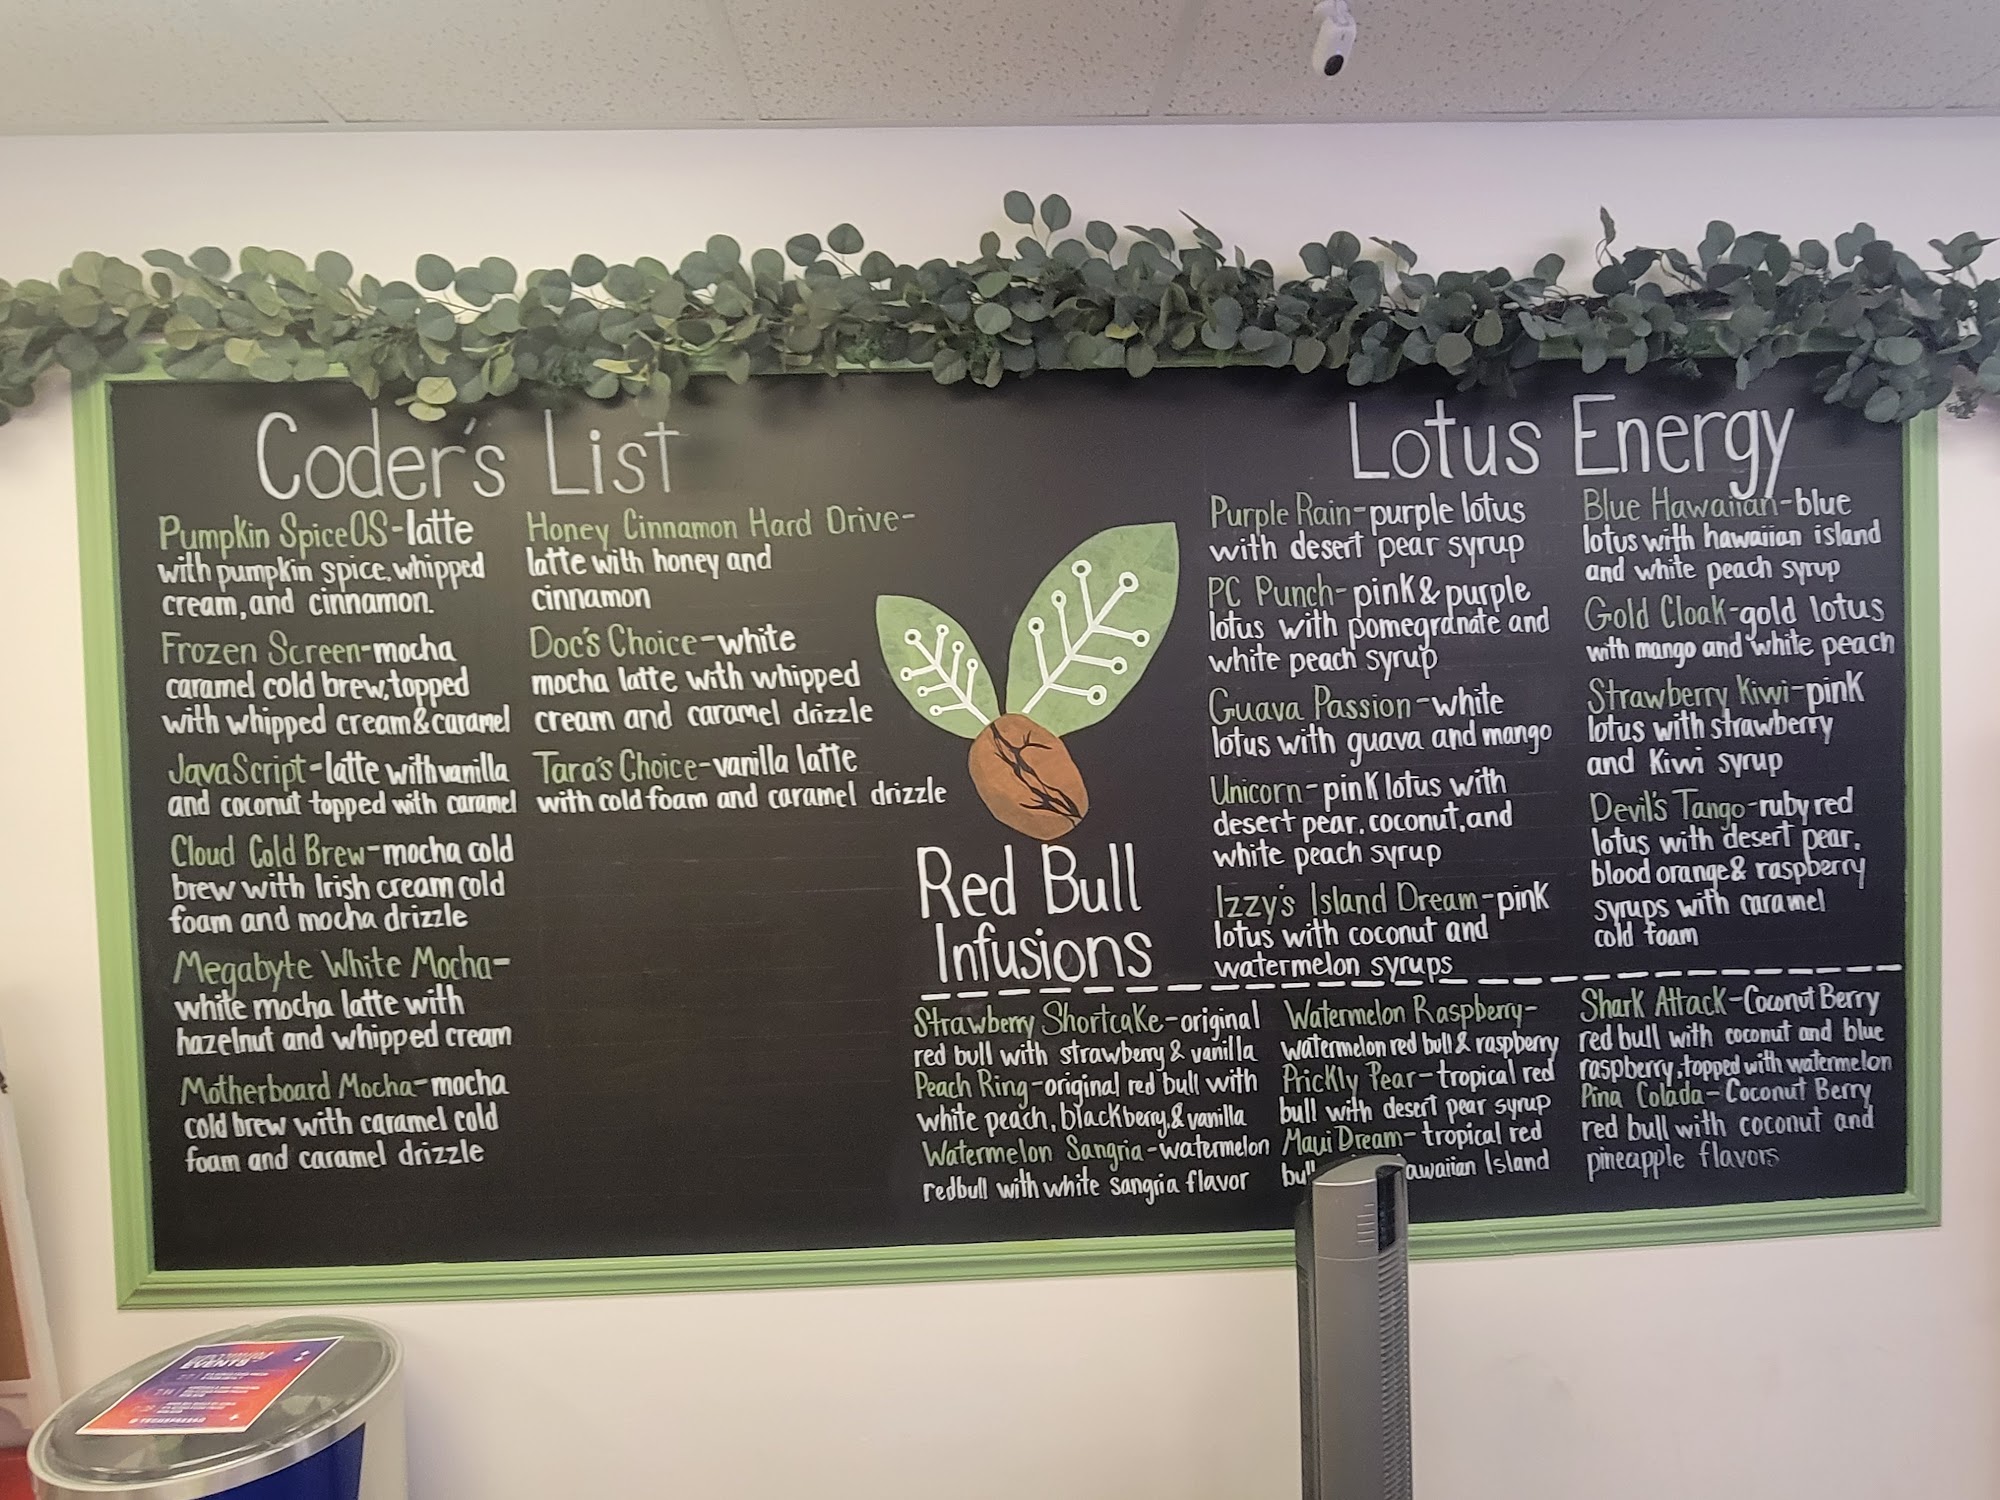 Coder's List
Pumpkin SpiceOS-latte
with pumpkin spice, whipped
cream, and cinnamon.
Frozen Screen-mocha
caramel cold brew, topped
with whipped cream & caramel
JavaScript-latte with vanilla
and coconut topped with caramel
Cloud Cold Brew-mocha cold
brew with Irish cream cold
foam and mocha drizzle
Megabyte White Mocha-
white mocha latte with
hazelnut and whipped cream
Motherboard Mocha-mocha
cold brew with caramel cold
foam and caramel drizzle
Honey Cinnamon Hard Drive-
latte with honey and
cinnamon
Doc's Choice-white
mocha latte with whipped
cream and caramel drizzle
Tara's Choice-vanilla latte
with cold foam and caramel drizzle
Lotus Energy
Purple Rain-purple lotus
with desert pear syrup
PC Punch-pink & purple
lotus with pomegranate and
white peach syrup
Guava Passion-white
lotus with guava and mango
Unicorn-pink lotus with
desert pear, coconut, and
white peach syrup
Izzy's Island Dream-pink
lotus with coconut and
watermelon syrups
Blue Hawaiian-blue
lotus with hawaiian island
and white peach syrup
Gold Cloak-gold lotus
with mango and white peach
Strawberry Kiwi-pink
lotus with strawberry
and Kiwi syrup
Devil's Tango-ruby red
lotus with desert pear,
blood orange & raspberry
syrups with caramel
cold foam
Red Bull
Infusions
Strawberry Shortcake-original
red bull with strawberry & vanilla
Peach Ring-original red bull with
white peach, blackberry, & vanilla
Watermelon Sangria-watermelon
redbull with white sangria flavor
Watermelon Raspberry-
watermelon red bull & raspberry
Prickly Pear-tropical red
bull with desert pear syrup
Maui Dream-tropical red
Island
Shark Attack-Coconut Berry
red bull with coconut and blue
raspberry, topped with watermelon
Pina Colada-Coconut Berry
red bull with coconut and
pineapple flavors
EVENTS